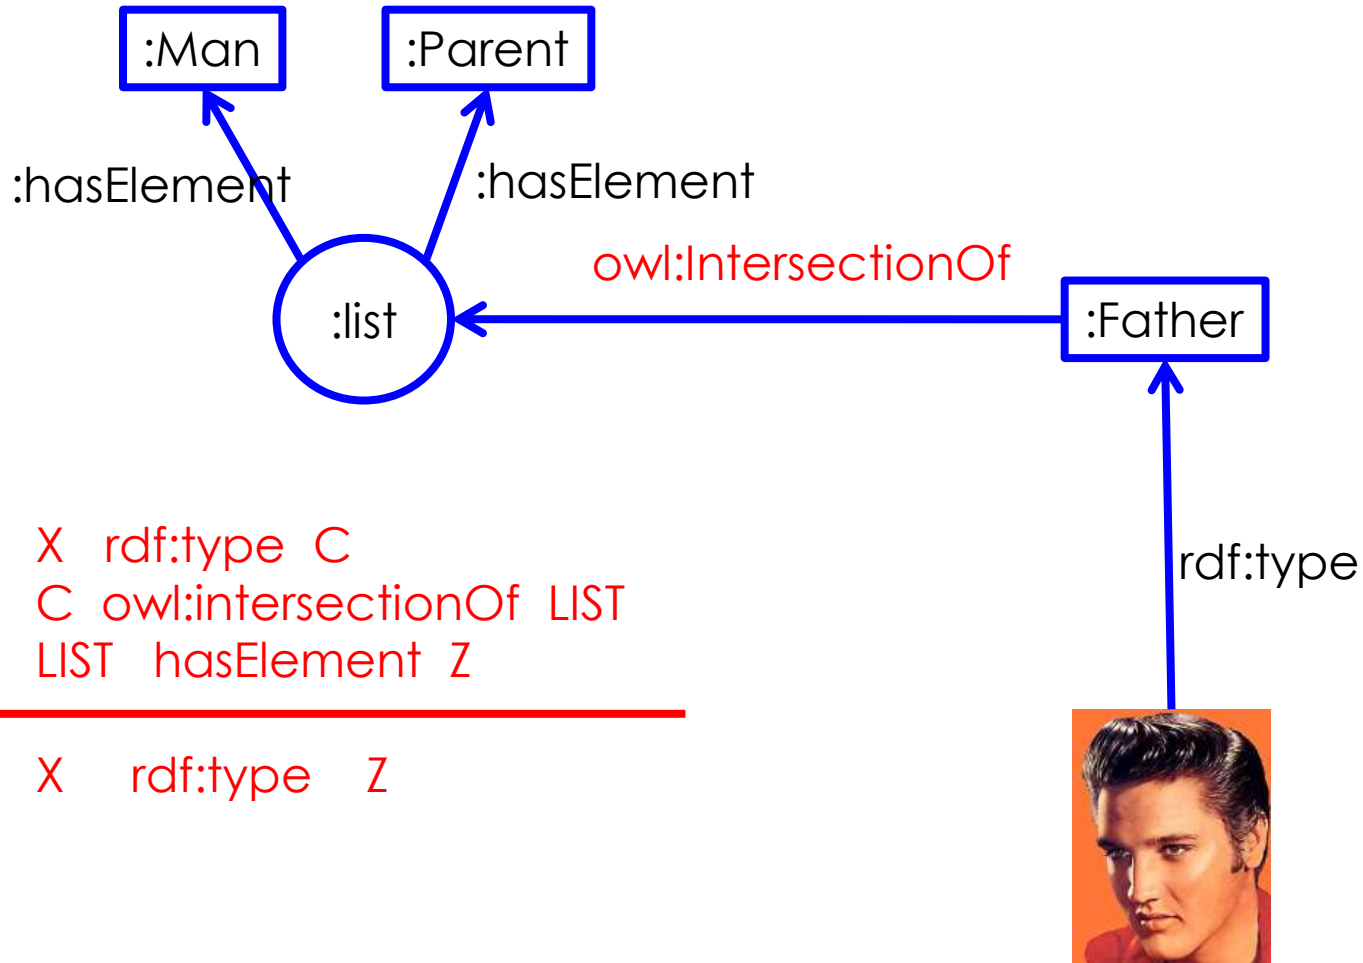 :Man
:Parent
:hasElement
:hasElement
owl:IntersectionOf
:list
:Father
X rdf:type C
C owl:intersectionOf LIST
LIST hasElement Z
rdf:type
X rdf:type Z